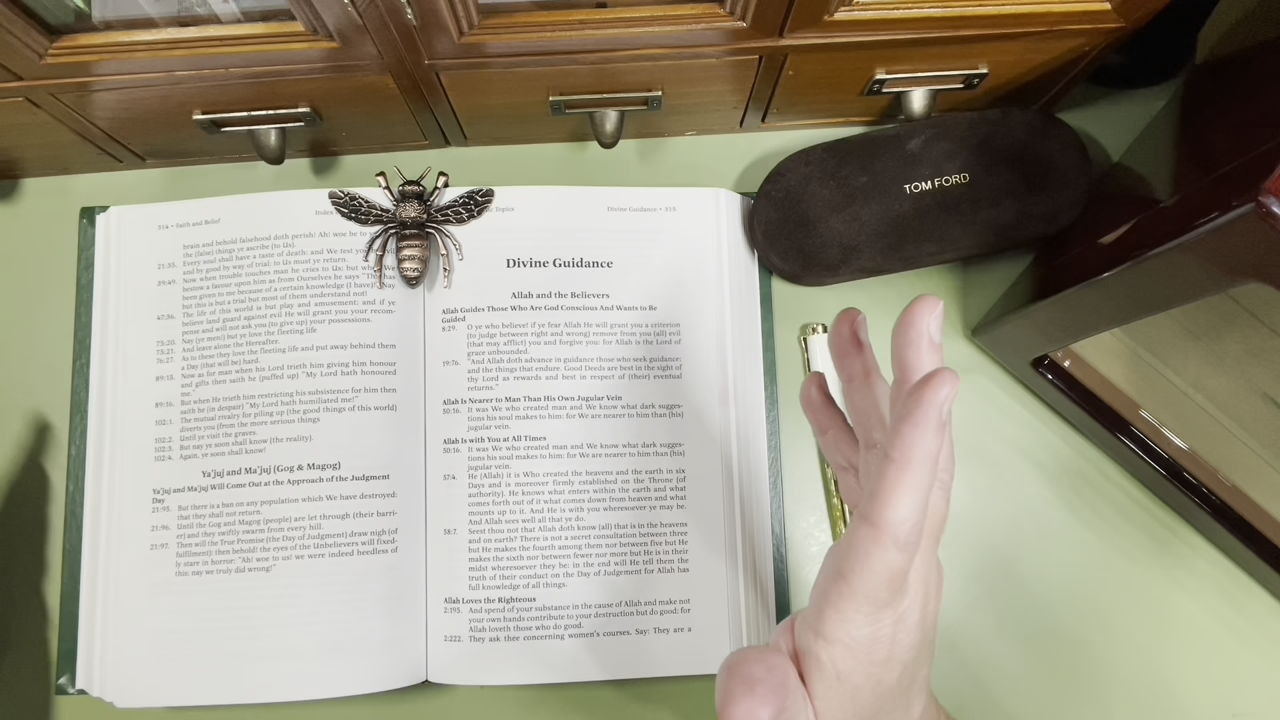 314 • Faith and Belief
Index
brain and behold falsehood doth perish! Ah! woe be to
the (false) things ye ascribe (to Us).
21:35. Every soul shall have a taste of death: and We test you
and by good by way of trial; to Us must ye return.
39:49. Now when trouble touches man he cries to Us: but when We
bestow a favour upon him as from Ourselves he says "This has
been given to me because of a certain knowledge (I have)!" Nay
but this is but a trial but most of them understand not!
47:36. The life of this world is but play and amusement: and if ye
believe and guard against evil He will grant you your recom-
pense and will not ask you (to give up) your possessions.
75:20. Nay (ye men!) but ye love the fleeting life
75:21. And leave alone the Hereafter.
76:27. As to these they love the fleeting life and put away behind them
a Day (that will be) hard.
89:15. Now as for man when his Lord trieth him giving him honour
and gifts then saith he (puffed up) "My Lord hath honoured
me."
89:16. But when He trieth him restricting his subsistence for him then
saith he (in despair) "My Lord hath humiliated me!"
102:1. The mutual rivalry for piling up (the good things of this world)
diverts you (from the more serious things
102:2. Until ye visit the graves.
102:3. But nay ye soon shall know (the reality).
102:4. Again, ye soon shall know!
Ya'juj and Ma'juj (Gog & Magog)
Ya'juj and Ma'juj Will Come Out at the Approach of the Judgment
Day
21:95. But there is a ban on any population which We have destroyed:
that they shall not return.
21:96. Until the Gog and Magog (people) are let through (their barri-
er) and they swiftly swarm from every hill.
21:97. Then will the True Promise (the Day of Judgment) draw nigh (of
fulfilment): then behold! the eyes of the Unbelievers will fixed-
ly stare in horror: "Ah! woe to us! we were indeed heedless of
this; nay we truly did wrong!"
Topics
Divine Guidance • 315
Divine Guidance
Allah and the Believers
Allah Guides Those Who Are God Conscious And Wants to Be
Guided
8:29. O ye who believe! if ye fear Allah He will grant you a criterion
(to judge between right and wrong) remove from you (all) evil
(that may afflict) you and forgive you: for Allah is the Lord of
grace unbounded.
19:76. "And Allah doth advance in guidance those who seek guidance:
and the things that endure. Good Deeds are best in the sight of
thy Lord as rewards and best in respect of (their) eventual
returns."
Allah Is Nearer to Man Than His Own Jugular Vein
50:16. It was We who created man and We know what dark sugges-
tions his soul makes to him: for We are nearer to him than (his)
jugular vein.
Allah Is with You at All Times
50:16. It was We who created man and We know what dark sugges-
tions his soul makes to him: for We are nearer to him than (his)
jugular vein.
57:4. He (Allah) it is Who created the heavens and the earth in six
Days and is moreover firmly established on the Throne (of
authority). He knows what enters within the earth and what
comes forth out of it what comes down from heaven and what
mounts up to it. And He is with you wheresoever ye may be.
And Allah sees well all that ye do.
58:7. Seest thou not that Allah doth know (all) that is in the heavens
and on earth? There is not a secret consultation between three
but He makes the fourth among them nor between five but He
makes the sixth nor between fewer nor more but He is in their
midst wheresoever they be: in the end will He tell them the
truth of their conduct on the Day of Judgement for Allah has
full knowledge of all things.
Allah Loves the Righteous
2:195. And spend of your substance in the cause of Allah and make not
your own hands contribute to your destruction but do good; for
Allah loveth those who do good.
2:222. They ask thee concerning women's courses. Say: They are a
TOM FORD